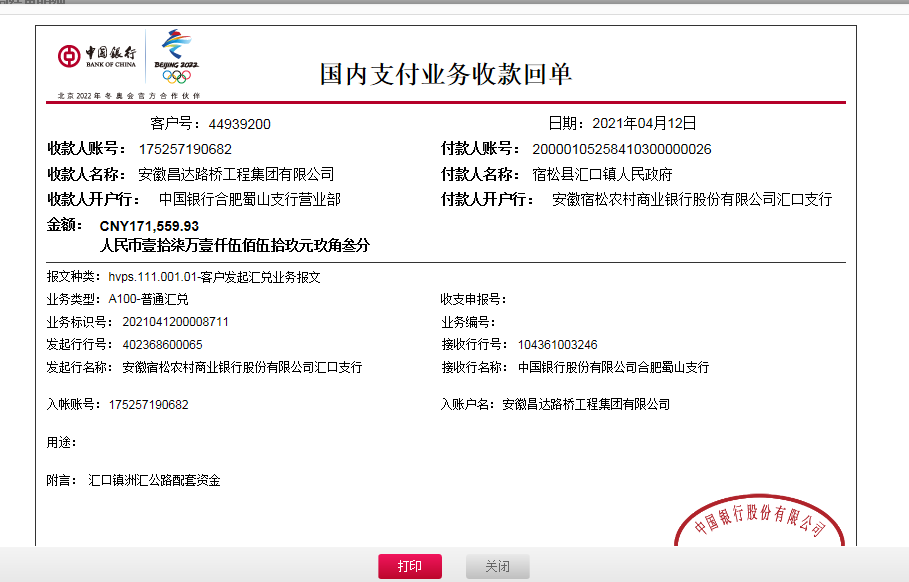 中国银行
BANK OF CHINA
BEIJING 2022
北京2022年冬奥会官方合作伙伴
国内支付业务收款回单
客户号：44939200 日期：2021年04月12日
收款人账号：175257190682 付款人账号：20000105258410300000026
收款人名称：安徽昌达路桥工程集团有限公司 付款人名称：宿松县汇口镇人民政府
收款人开户行：中国银行合肥蜀山支行营业部 付款人开户行：安徽宿松农村商业银行股份有限公司汇口支行
金额：CNY171,559.93
人民币壹拾柒万壹仟伍佰伍拾玖元玖角叁分
报文种类：hvps.111.001.01-客户发起汇兑业务报文
业务类型：A100-普通汇兑 收支申报号：
业务标识号：2021041200008711 业务编号：
发起行行号：402368600065 接收行行号：104361003246
发起行名称：安徽宿松农村商业银行股份有限公司汇口支行 接收行名称：中国银行股份有限公司合肥蜀山支行
入帐账号：175257190682 入账户名：安徽昌达路桥工程集团有限公司
用途：
附言：汇口镇洲汇公路配套资金
中国银行股份有限公司
打印 关闭